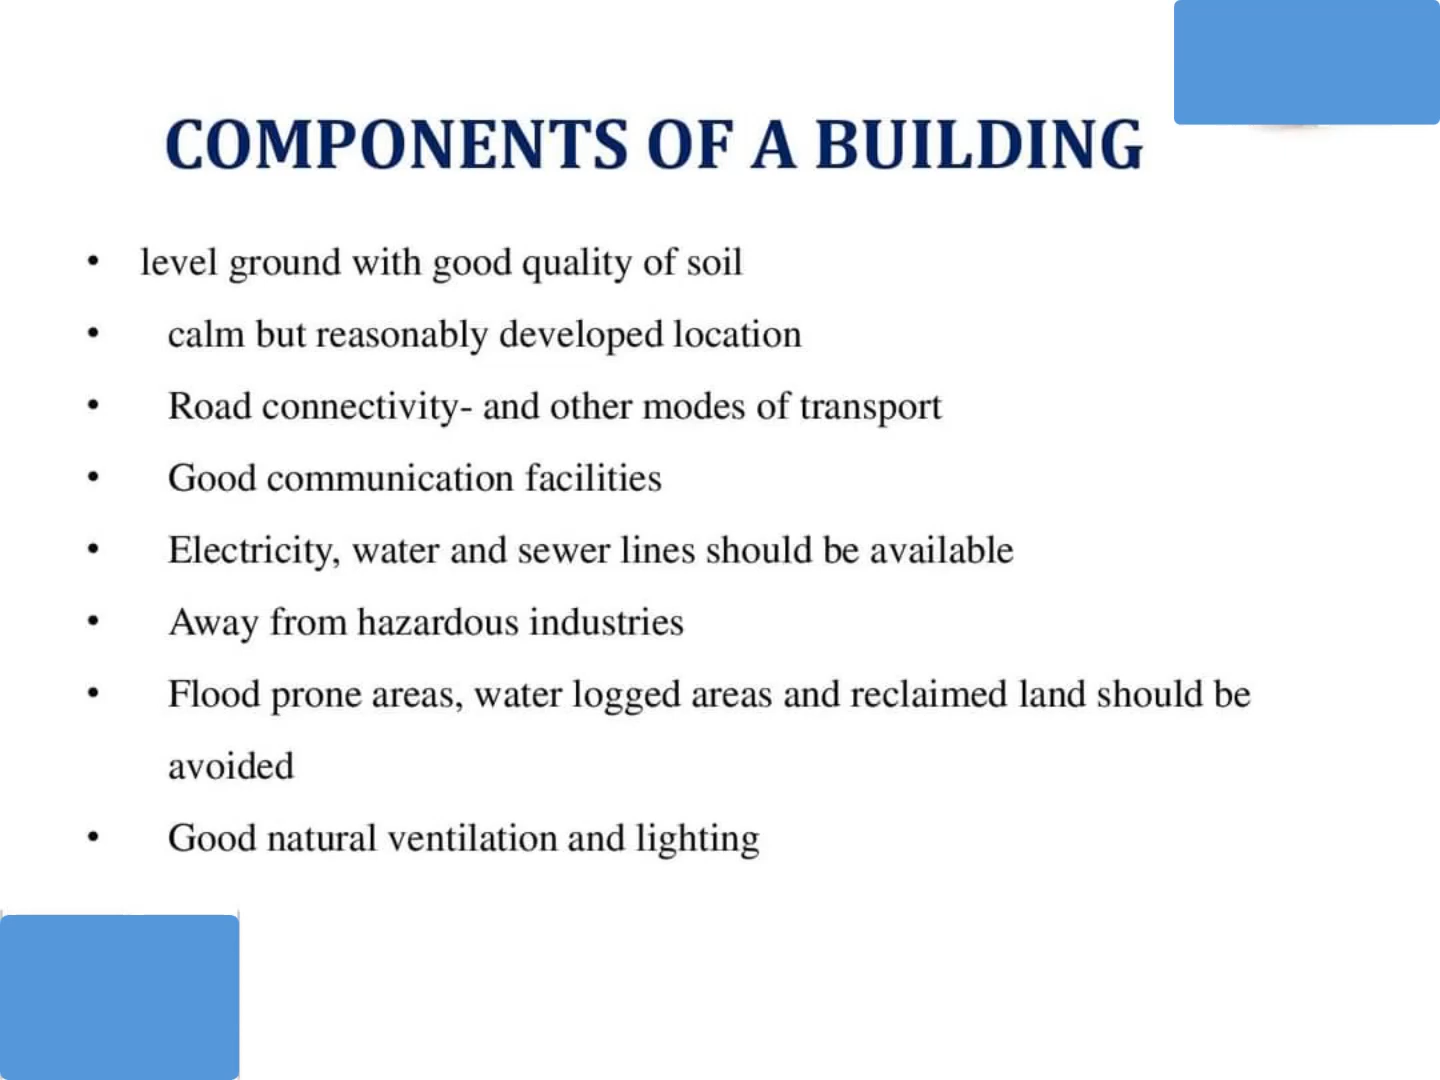 COMPONENTS OF A BUILDING
• level ground with good quality of soil
• calm but reasonably developed location
• Road connectivity- and other modes of transport
• Good communication facilities
• Electricity, water and sewer lines should be available
• Away from hazardous industries
• Flood prone areas, water logged areas and reclaimed land should be
avoided
• Good natural ventilation and lighting